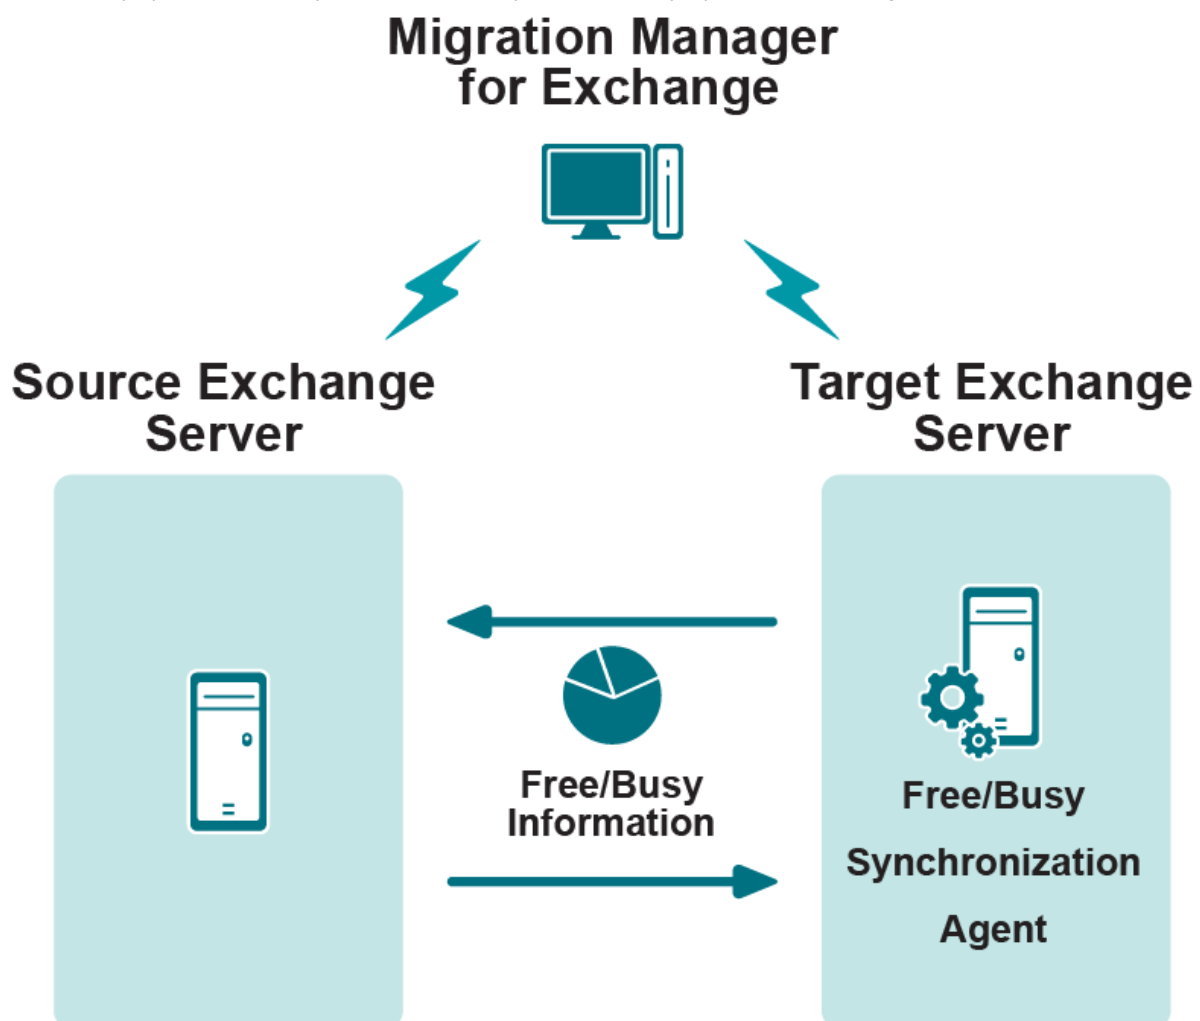 Migration Manager
for Exchange
Source Exchange
Server
Target Exchange
Server
Free/Busy
Information
Free/Busy
Synchronization
Agent